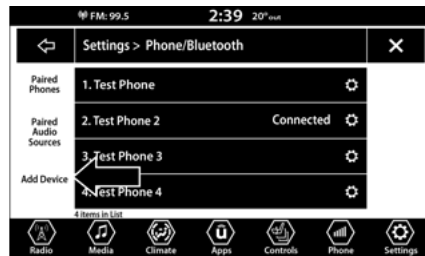 FM: 99.5 2:39 20° out
Settings > Phone/Bluetooth X
Paired
Phones
1. Test Phone
Paired
Audio
Sources
2. Test Phone 2 Connected
3. Test Phone 3
Add Device
4. Test Phone 4
4 items in List
Radio Media Climate Apps Controls Phone Settings